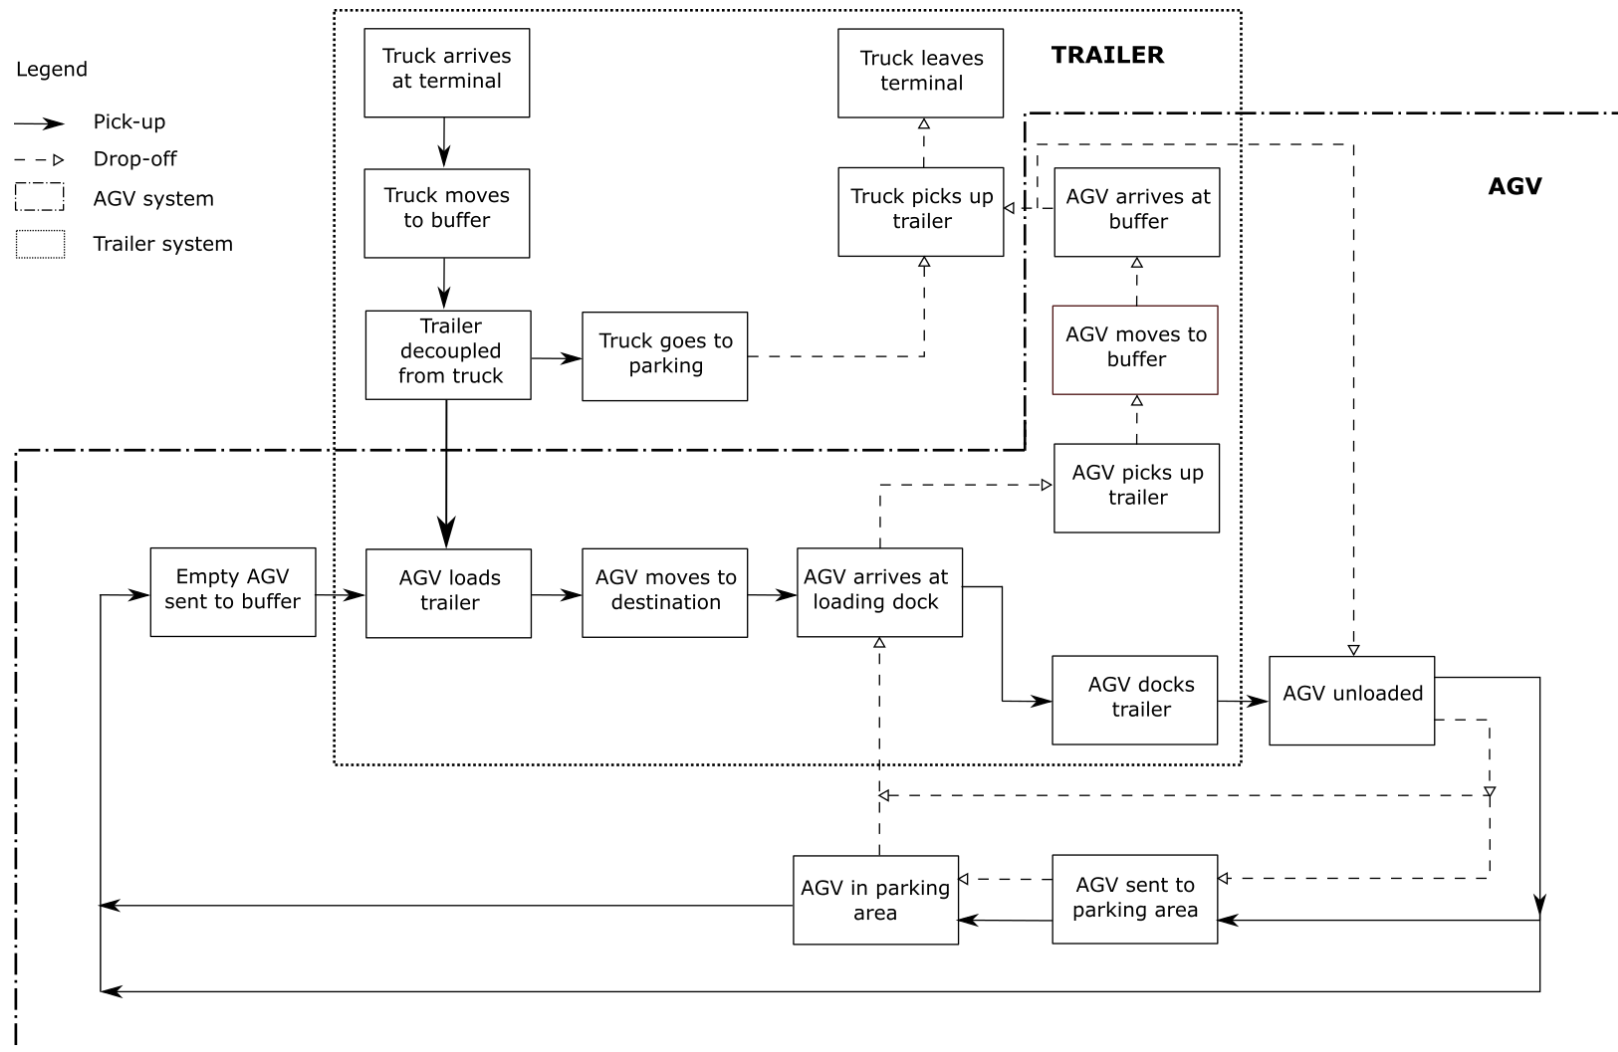 Legend
Pick-up
Drop-off
AGV system
Trailer system
TRAILER
AGV
Truck arrives
at terminal
Truck leaves
terminal
Truck moves
to buffer
Truck picks up
trailer
AGV arrives at
buffer
Trailer
decoupled
from truck
Truck goes to
parking
AGV moves to
buffer
AGV picks up
trailer
Empty AGV
sent to buffer
AGV loads
trailer
AGV moves to
destination
AGV arrives at
loading dock
AGV docks
trailer
AGV unloaded
AGV in parking
area
AGV sent to
parking area